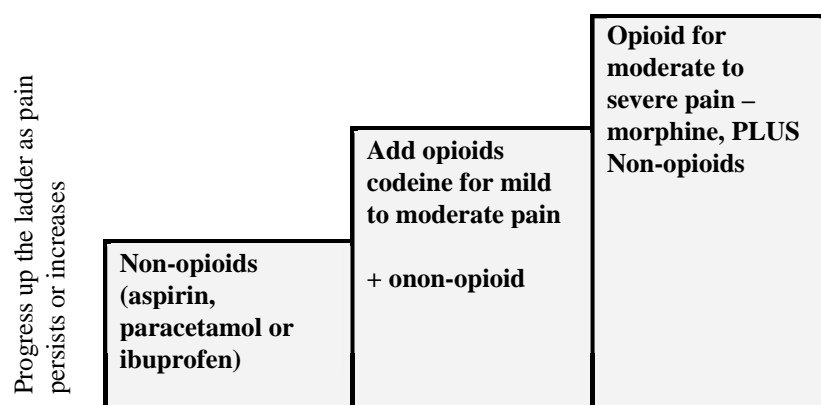 Progress up the ladder as pain
persists or increases
Non-opioids
(aspirin,
paracetamol or
ibuprofen)
Add opioids
codeine for mild
to moderate pain
+ onon-opioid
Opioid for
moderate to
severe pain –
morphine, PLUS
Non-opioids